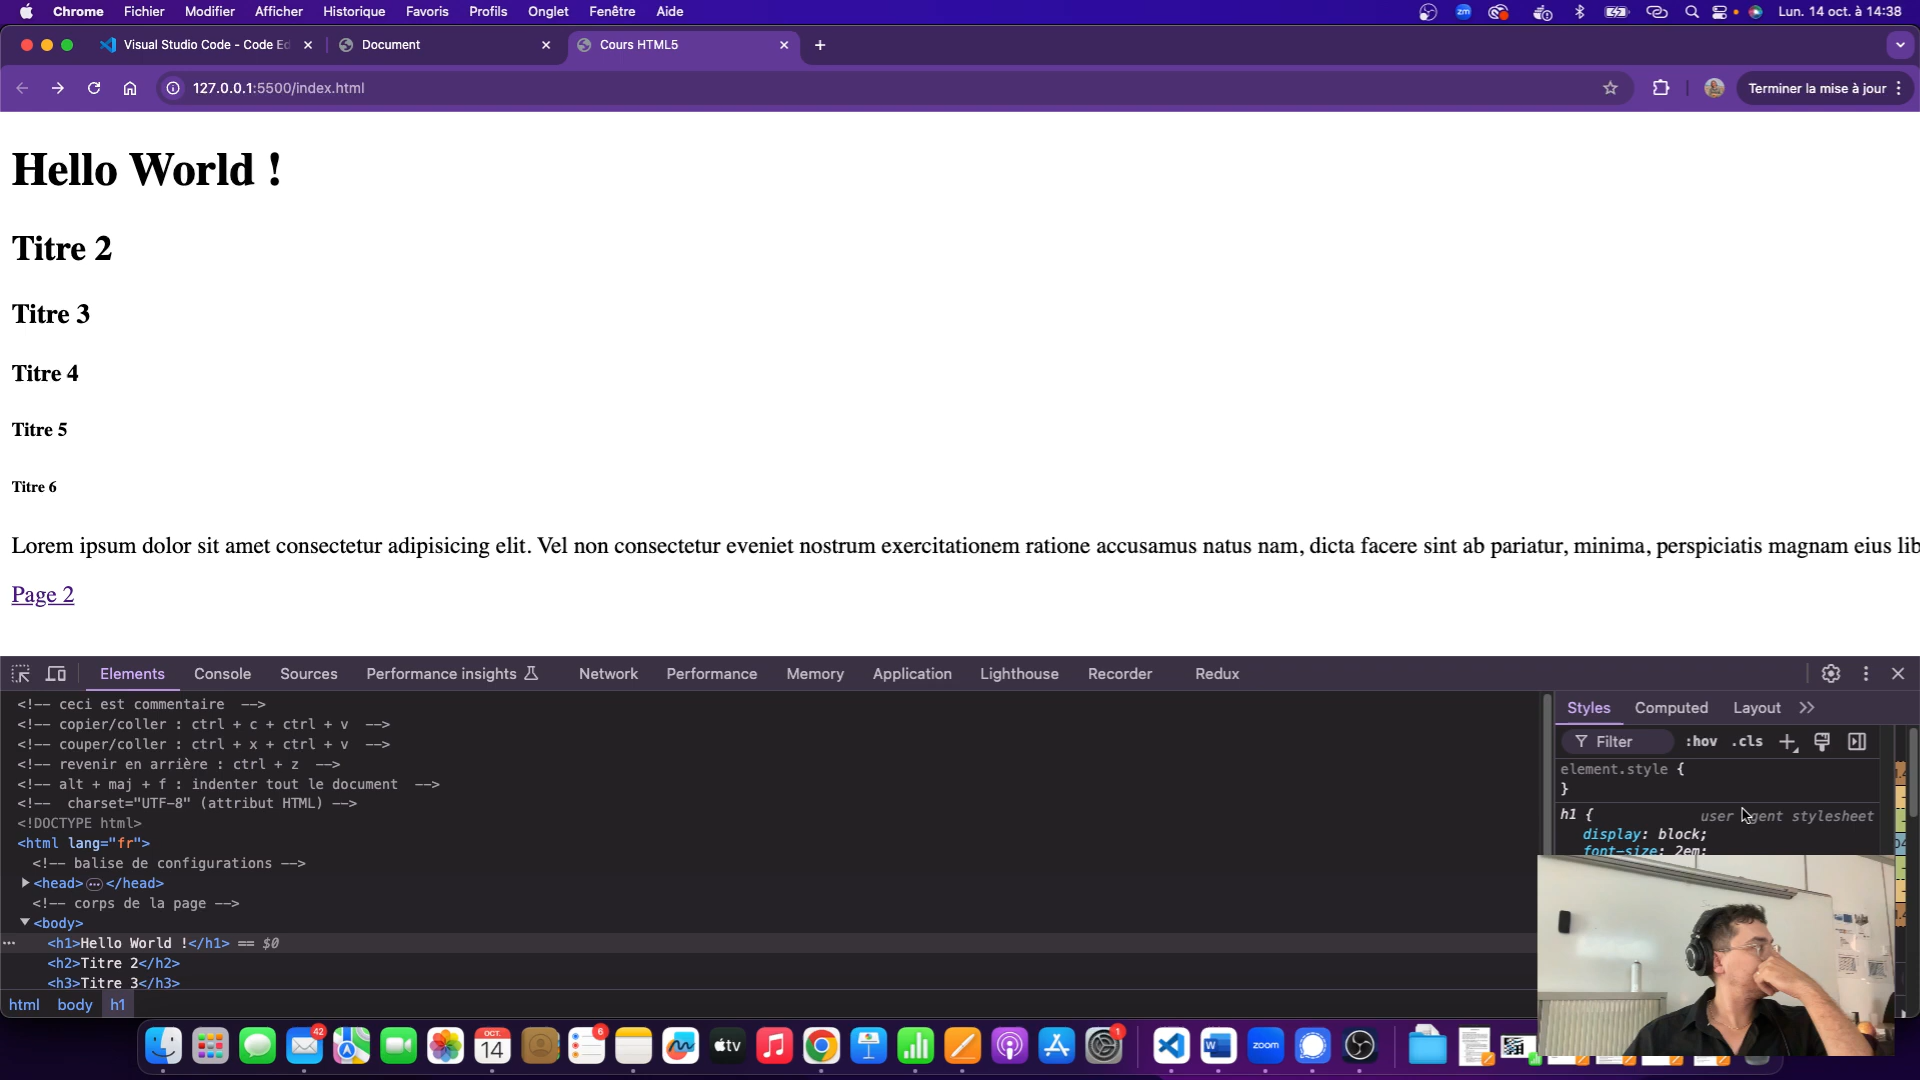 Chrome Fichier Modifier Afficher Historique Favoris Profils Onglet Fenêtre Aide
zm
Lun. 14 oct. à 14:38
Visual Studio Code - Code Ed
Document
Cours HTML5
127.0.0.1:5500/index.html
Terminer la mise à jour
Hello World !
Titre 2
Titre 3
Titre 4
Titre 5
Titre 6
Lorem ipsum dolor sit amet consectetur adipisicing elit. Vel non consectetur eveniet nostrum exercitationem ratione accusamus natus nam, dicta facere sint ab pariatur, minima, perspiciatis magnam eius lib
Page 2
Elements Console Sources Performance insights Network Performance Memory Application Lighthouse Recorder Redux
<!-- ceci est commentaire  -->
<!-- copier/coller : ctrl + c + ctrl + v  -->
<!-- couper/coller : ctrl + x + ctrl + v  -->
<!-- revenir en arrière : ctrl + z  -->
<!-- alt + maj + f : indenter tout le document  -->
<!--  charset="UTF-8" (attribut HTML) -->
<!DOCTYPE html>
<html lang="fr">
<!-- balise de configurations -->
<head>…</head>
<!-- corps de la page -->
<body>
<h1>Hello World !</h1> == $0
<h2>Titre 2</h2>
<h3>Titre 3</h3>
html body h1
Styles Computed Layout
Filter :hov .cls
element.style {
}
h1 { user agent stylesheet
display: block;
font-size: 2em;
42
OCT.
14
6
tv
1
W
zoom